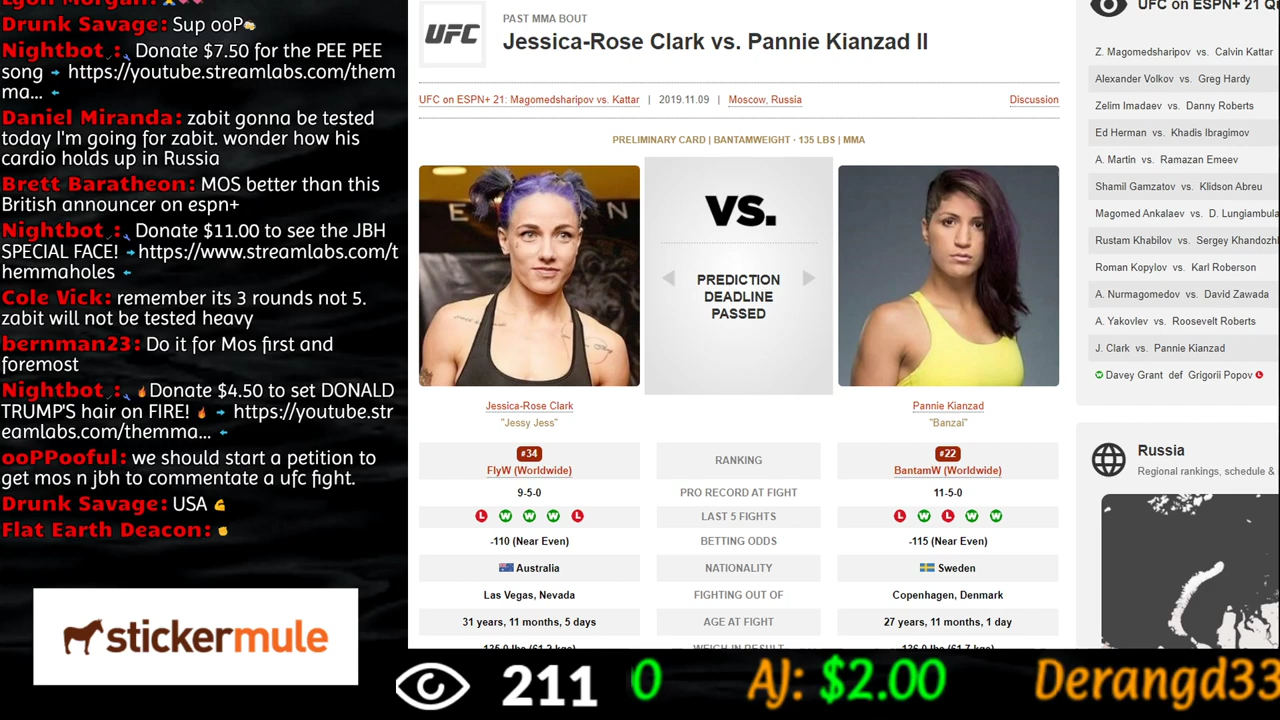 Drunk Savage: Sup ooP
Nightbot : Donate $7.50 for the PEE PEE
song → https://youtube.streamlabs.com/them
ma... ←
Daniel Miranda: zabit gonna be tested
today I'm going for zabit. wonder how his
cardio holds up in Russia
Brett Baratheon: MOS better than this
British announcer on espn+
Nightbot : Donate $11.00 to see the JBH
SPECIAL FACE! → https://www.streamlabs.com/t
hemmaholes ←
Cole Vick: remember its 3 rounds not 5.
zabit will not be tested heavy
bernman23: Do it for Mos first and
foremost
Nightbot : 🔥Donate $4.50 to set DONALD
TRUMP'S hair on FIRE! 🔥 → https://youtube.str
eamlabs.com/themma... ←
ooPPooful: we should start a petition to
get mos n jbh to commentate a ufc fight.
Drunk Savage: USA 💪
Flat Earth Deacon: ✊
stickermule
UFC
PAST MMA BOUT
Jessica-Rose Clark vs. Pannie Kianzad II
UFC on ESPN+ 21: Magomedsharipov vs. Kattar | 2019.11.09 | Moscow, Russia Discussion
PRELIMINARY CARD | BANTAMWEIGHT · 135 LBS | MMA
VS.
PREDICTION
DEADLINE
PASSED
Jessica-Rose Clark Pannie Kianzad
"Jessy Jess" "Banzai"
#34 RANKING #22
FlyW (Worldwide) BantamW (Worldwide)
9-5-0 PRO RECORD AT FIGHT 11-5-0
L W W W L LAST 5 FIGHTS L W L W W
-110 (Near Even) BETTING ODDS -115 (Near Even)
Australia NATIONALITY Sweden
Las Vegas, Nevada FIGHTING OUT OF Copenhagen, Denmark
31 years, 11 months, 5 days AGE AT FIGHT 27 years, 11 months, 1 day
UFC on ESPN+ 21
Z. Magomedsharipov vs. Calvin Kattar
Alexander Volkov vs. Greg Hardy
Zelim Imadaev vs. Danny Roberts
Ed Herman vs. Khadis Ibragimov
A. Martin vs. Ramazan Emeev
Shamil Gamzatov vs. Klidson Abreu
Magomed Ankalaev vs. D. Lungiambula
Rustam Khabilov vs. Sergey Khandozh
Roman Kopylov vs. Karl Roberson
A. Nurmagomedov vs. David Zawada
A. Yakovlev vs. Roosevelt Roberts
J. Clark vs. Pannie Kianzad
W Davey Grant def Grigorii Popov L
Russia
Regional rankings, schedule &
211 0 AJ: $2.00 Derangd33